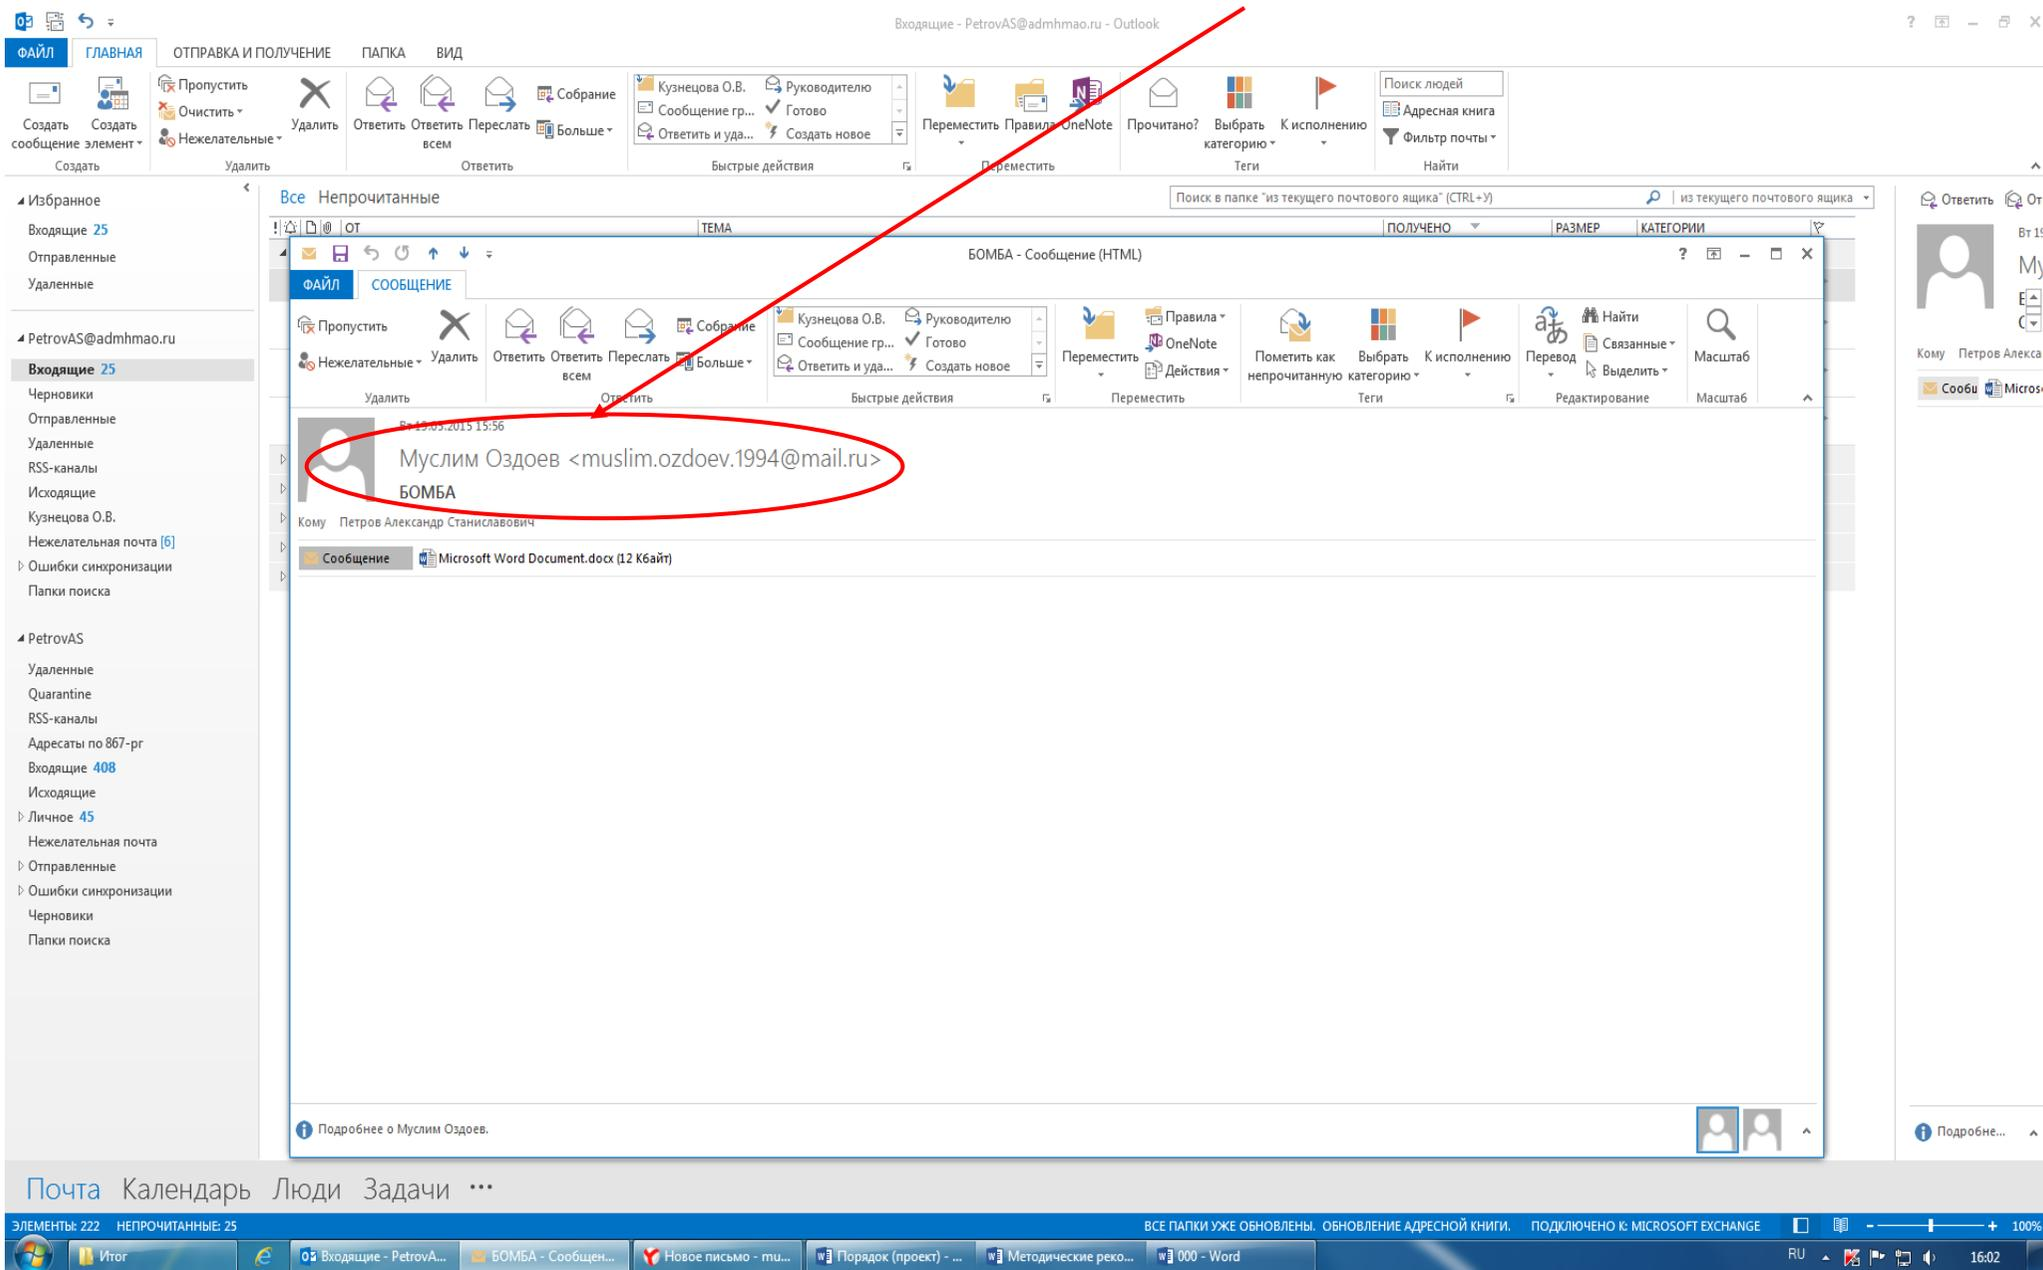 Входящие - PetrovAS@admhmao.ru - Outlook
ФАЙЛ ГЛАВНАЯ ОТПРАВКА И ПОЛУЧЕНИЕ ПАПКА ВИД
Создать сообщение
Создать элемент
Создать
Пропустить
Очистить
Нежелательные
Удалить
Удалить
Ответить
Ответить всем
Переслать
Собрание
Больше
Ответить
Кузнецова О.В.
Сообщение гр...
Ответить и уда...
Руководителю
Готово
Создать новое
Быстрые действия
Переместить
Правила
OneNote
Переместить
Прочитано?
Выбрать категорию
К исполнению
Теги
Поиск людей
Адресная книга
Фильтр почты
Найти
Избранное
Входящие 25
Отправленные
Удаленные
PetrovAS@admhmao.ru
Входящие 25
Черновики
Отправленные
Удаленные
RSS-каналы
Исходящие
Кузнецова О.В.
Нежелательная почта [6]
Ошибки синхронизации
Папки поиска
PetrovAS
Удаленные
Quarantine
RSS-каналы
Адресаты по 867-рг
Входящие 408
Исходящие
Личное 45
Нежелательная почта
Отправленные
Ошибки синхронизации
Черновики
Папки поиска
Все Непрочитанные
Поиск в папке "из текущего почтового ящика" (CTRL+У)
из текущего почтового ящика
ОТ ТЕМА ПОЛУЧЕНО РАЗМЕР КАТЕГОРИИ
БОМБА - Сообщение (HTML)
ФАЙЛ СООБЩЕНИЕ
Пропустить
Нежелательные
Удалить
Удалить
Ответить
Ответить всем
Переслать
Собрание
Больше
Ответить
Кузнецова О.В.
Сообщение гр...
Ответить и уда...
Руководителю
Готово
Создать новое
Быстрые действия
Переместить
Правила
OneNote
Действия
Переместить
Пометить как непрочитанную
Выбрать категорию
К исполнению
Теги
Перевод
Найти
Связанные
Выделить
Редактирование
Масштаб
Масштаб
15:56
Муслим Оздоев <muslim.ozdoev.1994@mail.ru>
БОМБА
Кому Петров Александр Станиславович
Сообщение Microsoft Word Document.docx (12 Кбайт)
Подробнее о Муслим Оздоев.
Ответить От
Вт 19
Му
Кому Петров Алекса
Сообщ Micros
Подробне...
Почта Календарь Люди Задачи ...
ЭЛЕМЕНТЫ: 222 НЕПРОЧИТАННЫЕ: 25
ВСЕ ПАПКИ УЖЕ ОБНОВЛЕНЫ. ОБНОВЛЕНИЕ АДРЕСНОЙ КНИГИ. ПОДКЛЮЧЕНО К: MICROSOFT EXCHANGE 100%
Итог
Входящие - PetrovA...
БОМБА - Сообщен...
Новое письмо - mu...
Порядок (проект) - ...
Методические реко...
000 - Word
RU 16:02